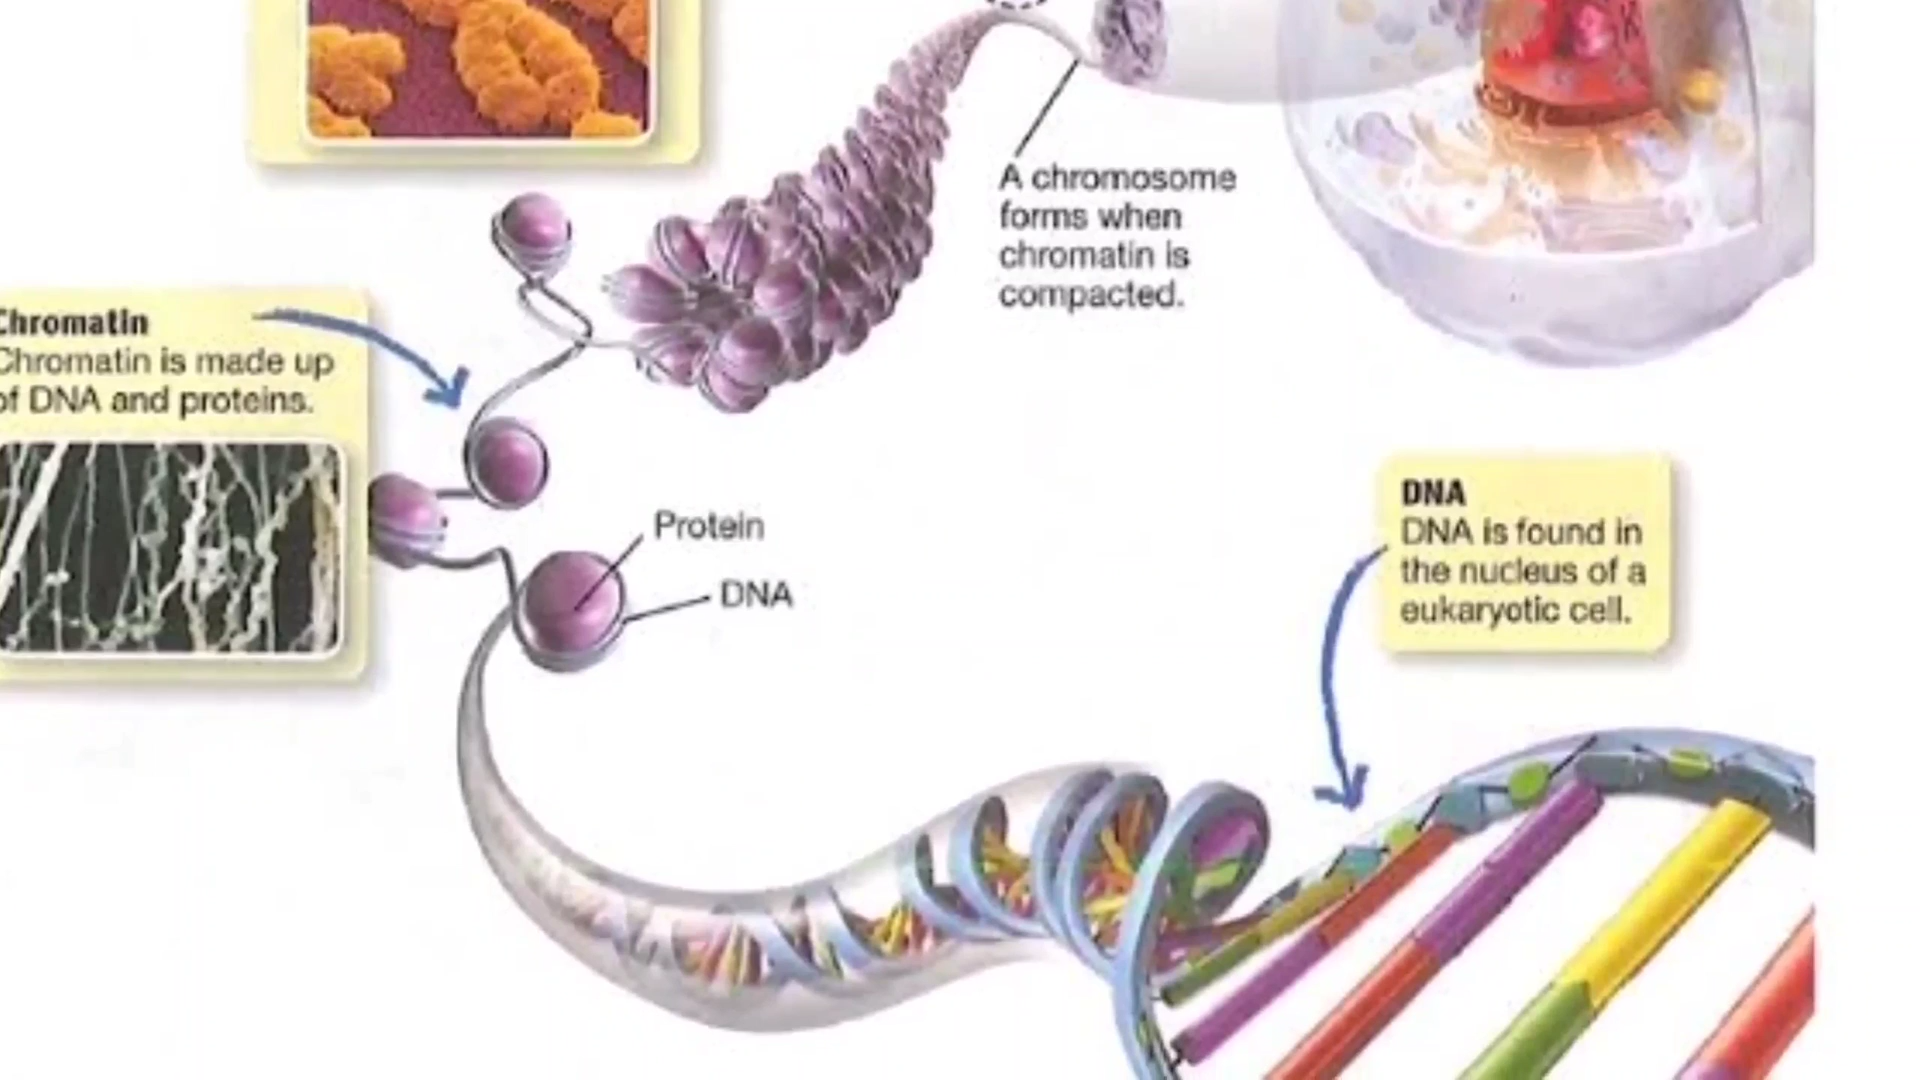 A chromosome
forms when
chromatin is
compacted.
Chromatin
Chromatin is made up
of DNA and proteins.
Protein
DNA
DNA
DNA is found in
the nucleus of a
eukaryotic cell.